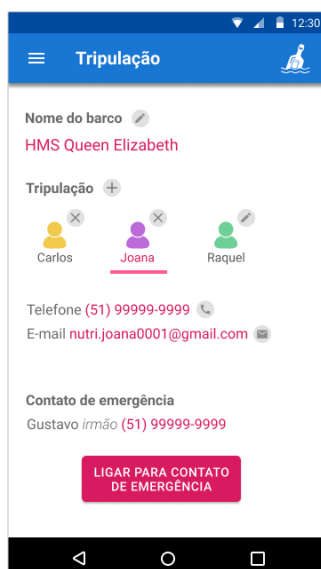 12:30
Tripulação
Nome do barco
HMS Queen Elizabeth
Tripulação
Carlos Joana Raquel
Telefone (51) 99999-9999
E-mail nutri.joana0001@gmail.com
Contato de emergência
Gustavo irmão (51) 99999-9999
LIGAR PARA CONTATO
DE EMERGÊNCIA